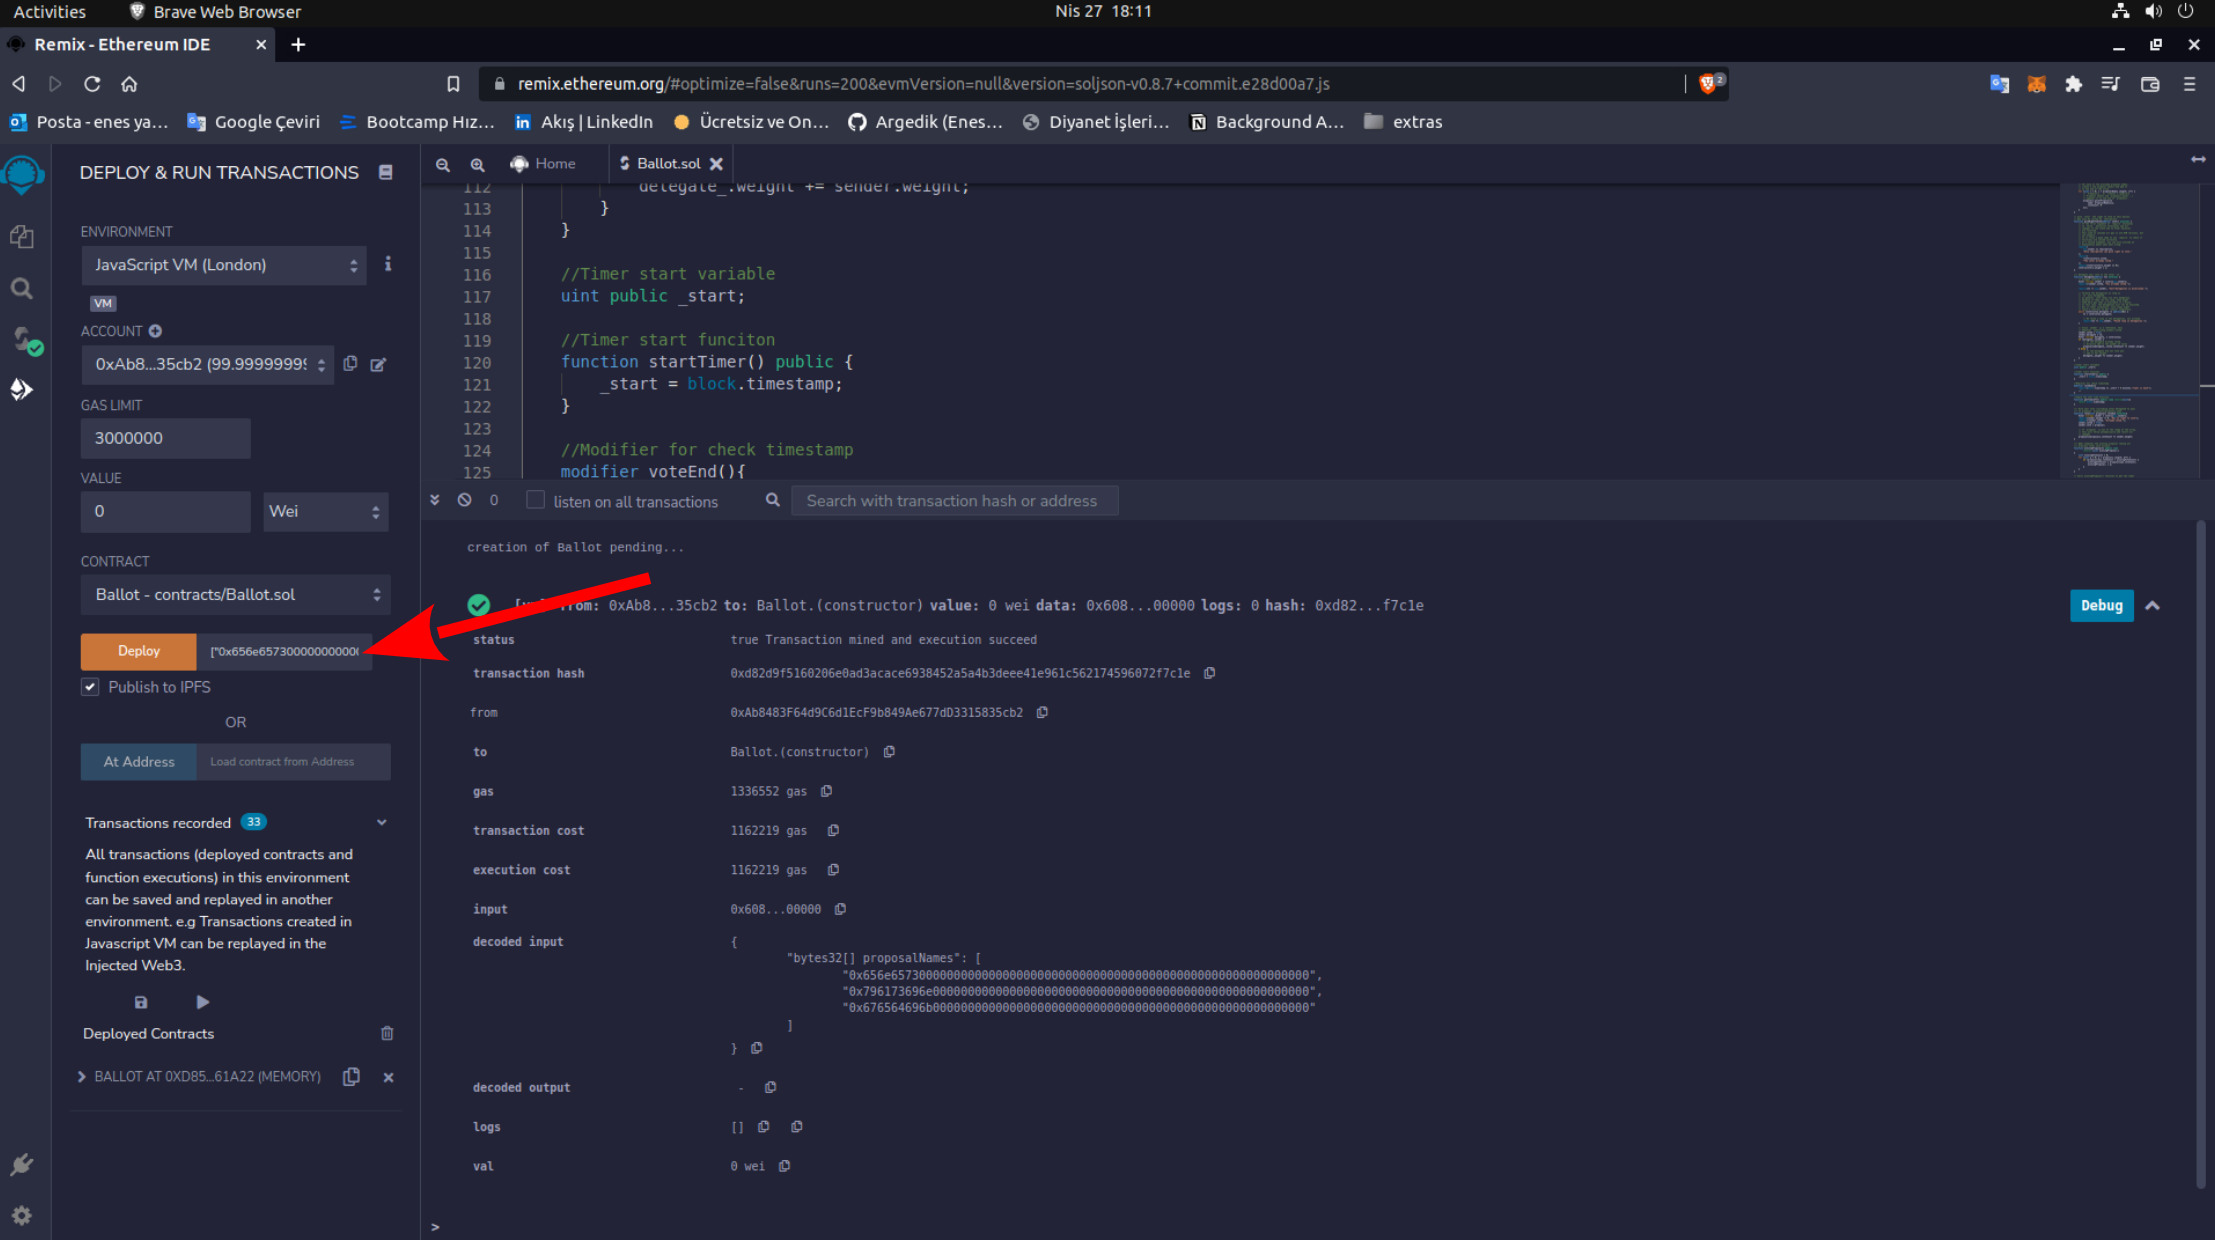 Activities Brave Web Browser Nis 27 18:11
Remix - Ethereum IDE
remix.ethereum.org/#optimize=false&runs=200&evmVersion=null&version=soljson-v0.8.7+commit.e28d00a7.js 2
Posta - enes ya... Google Çeviri Bootcamp Hız... Akış | LinkedIn Ücretsiz ve On... Argedik (Enes... Diyanet İşleri... Background A... extras
DEPLOY & RUN TRANSACTIONS
ENVIRONMENT
JavaScript VM (London)
VM
ACCOUNT
0xAb8...35cb2 (99.9999999
GAS LIMIT
3000000
VALUE
0 Wei
CONTRACT
Ballot - contracts/Ballot.sol
Deploy ["0x656e65730000000000
Publish to IPFS
OR
At Address Load contract from Address
Transactions recorded 33
All transactions (deployed contracts and
function executions) in this environment
can be saved and replayed in another
environment. e.g Transactions created in
Javascript VM can be replayed in the
Injected Web3.
Deployed Contracts
BALLOT AT 0XD85...61A22 (MEMORY)
Home Ballot.sol
112 delegate_.weight += sender.weight;
113 }
114 }
115
116 //Timer start variable
117 uint public _start;
118
119 //Timer start funciton
120 function startTimer() public {
121 _start = block.timestamp;
122 }
123
124 //Modifier for check timestamp
125 modifier voteEnd(){
0 listen on all transactions Search with transaction hash or address
creation of Ballot pending...
from: 0xAb8...35cb2 to: Ballot.(constructor) value: 0 wei data: 0x608...00000 logs: 0 hash: 0xd82...f7c1e
Debug
status true Transaction mined and execution succeed
transaction hash 0xd82d9f5160206e0ad3acace6938452a5a4b3deee41e961c562174596072f7c1e
from 0xAb8483F64d9C6d1EcF9b849Ae677dD3315835cb2
to Ballot.(constructor)
gas 1336552 gas
transaction cost 1162219 gas
execution cost 1162219 gas
input 0x608...00000
decoded input {
"bytes32[] proposalNames": [
"0x656e657300000000000000000000000000000000000000000000000000000000",
"0x796173696e000000000000000000000000000000000000000000000000000000",
"0x676564696b000000000000000000000000000000000000000000000000000000"
]
}
decoded output -
logs []
val 0 wei
>